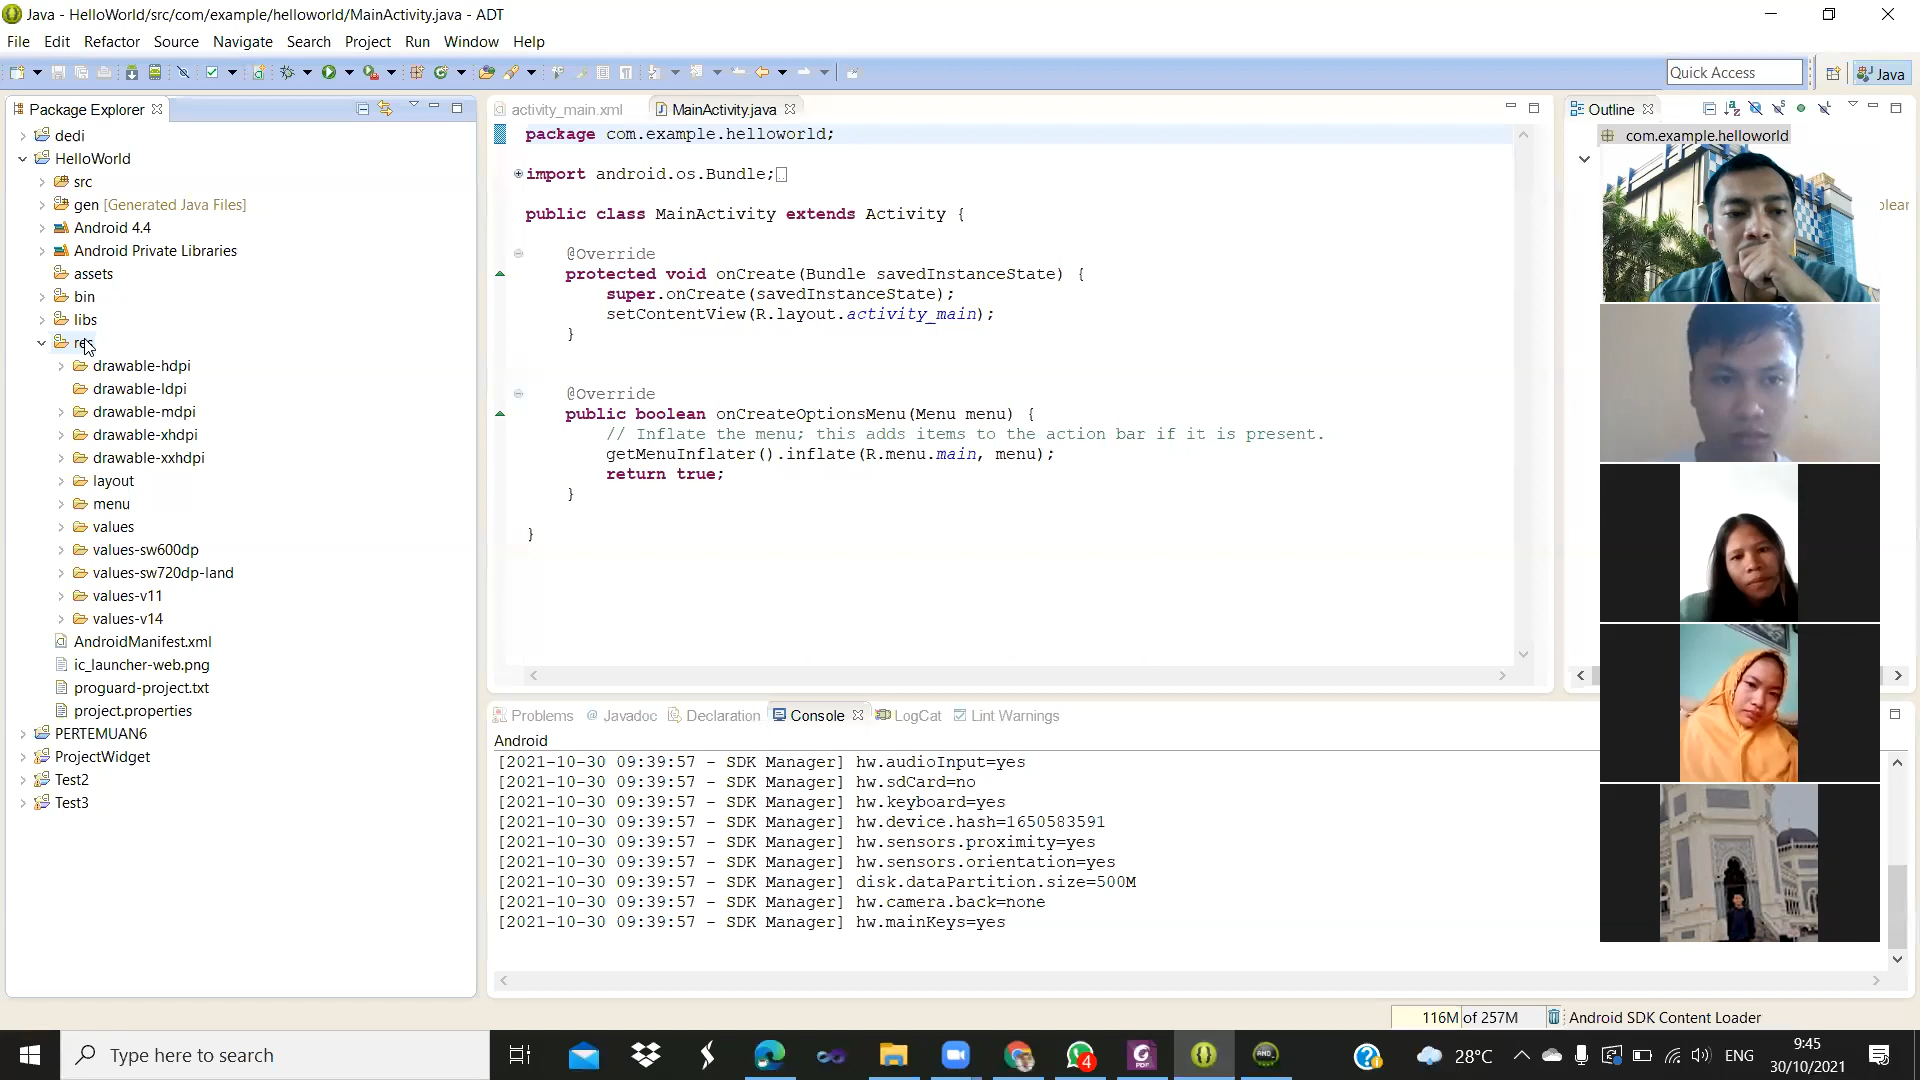 Java - HelloWorld/src/com/example/helloworld/MainActivity.java - ADT
File Edit Refactor Source Navigate Search Project Run Window Help
Quick Access
Java
Package Explorer
dedi
HelloWorld
src
gen [Generated Java Files]
Android 4.4
Android Private Libraries
assets
bin
libs
res
drawable-hdpi
drawable-ldpi
drawable-mdpi
drawable-xhdpi
drawable-xxhdpi
layout
menu
values
values-sw600dp
values-sw720dp-land
values-v11
values-v14
AndroidManifest.xml
ic_launcher-web.png
proguard-project.txt
project.properties
PERTEMUAN6
ProjectWidget
Test2
Test3
activity_main.xml
MainActivity.java
package com.example.helloworld;
import android.os.Bundle;
public class MainActivity extends Activity {
@Override
protected void onCreate(Bundle savedInstanceState) {
super.onCreate(savedInstanceState);
setContentView(R.layout.activity_main);
}
@Override
public boolean onCreateOptionsMenu(Menu menu) {
// Inflate the menu; this adds items to the action bar if it is present.
getMenuInflater().inflate(R.menu.main, menu);
return true;
}
}
Outline
com.example.helloworld
Problems Javadoc Declaration Console LogCat Lint Warnings
Android
[2021-10-30 09:39:57 - SDK Manager] hw.audioInput=yes
[2021-10-30 09:39:57 - SDK Manager] hw.sdCard=no
[2021-10-30 09:39:57 - SDK Manager] hw.keyboard=yes
[2021-10-30 09:39:57 - SDK Manager] hw.device.hash=1650583591
[2021-10-30 09:39:57 - SDK Manager] hw.sensors.proximity=yes
[2021-10-30 09:39:57 - SDK Manager] hw.sensors.orientation=yes
[2021-10-30 09:39:57 - SDK Manager] disk.dataPartition.size=500M
[2021-10-30 09:39:57 - SDK Manager] hw.camera.back=none
[2021-10-30 09:39:57 - SDK Manager] hw.mainKeys=yes
116M of 257M
Android SDK Content Loader
Type here to search
4
28°C
ENG
9:45
30/10/2021